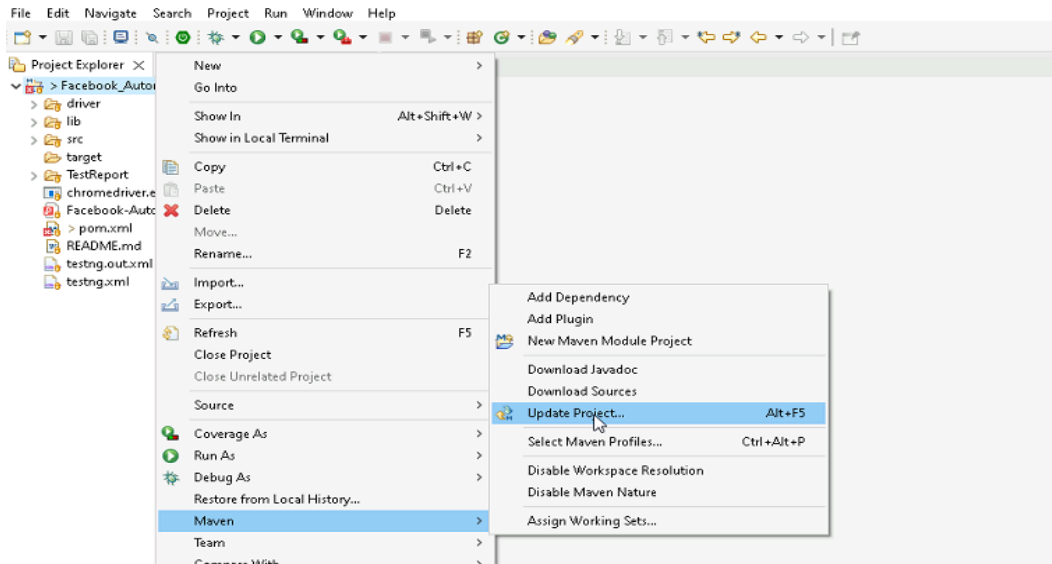 File Edit Navigate Search Project Run Window Help
Project Explorer
> Facebook_Autor
driver
lib
src
target
TestReport
chromedriver.e
Facebook-Auto
> pom.xml
README.md
testng.out.xml
testng.xml
New
Go Into
Show In Alt+Shift+W >
Show in Local Terminal
Copy Ctrl+C
Paste Ctrl+V
Delete Delete
Move...
Rename... F2
Import...
Export...
Refresh F5
Close Project
Close Unrelated Project
Source
Coverage As
Run As
Debug As
Restore from Local History...
Maven
Team
Compare With
Add Dependency
Add Plugin
New Maven Module Project
Download Javadoc
Download Sources
Update Project... Alt+F5
Select Maven Profiles... Ctrl+Alt+P
Disable Workspace Resolution
Disable Maven Nature
Assign Working Sets...